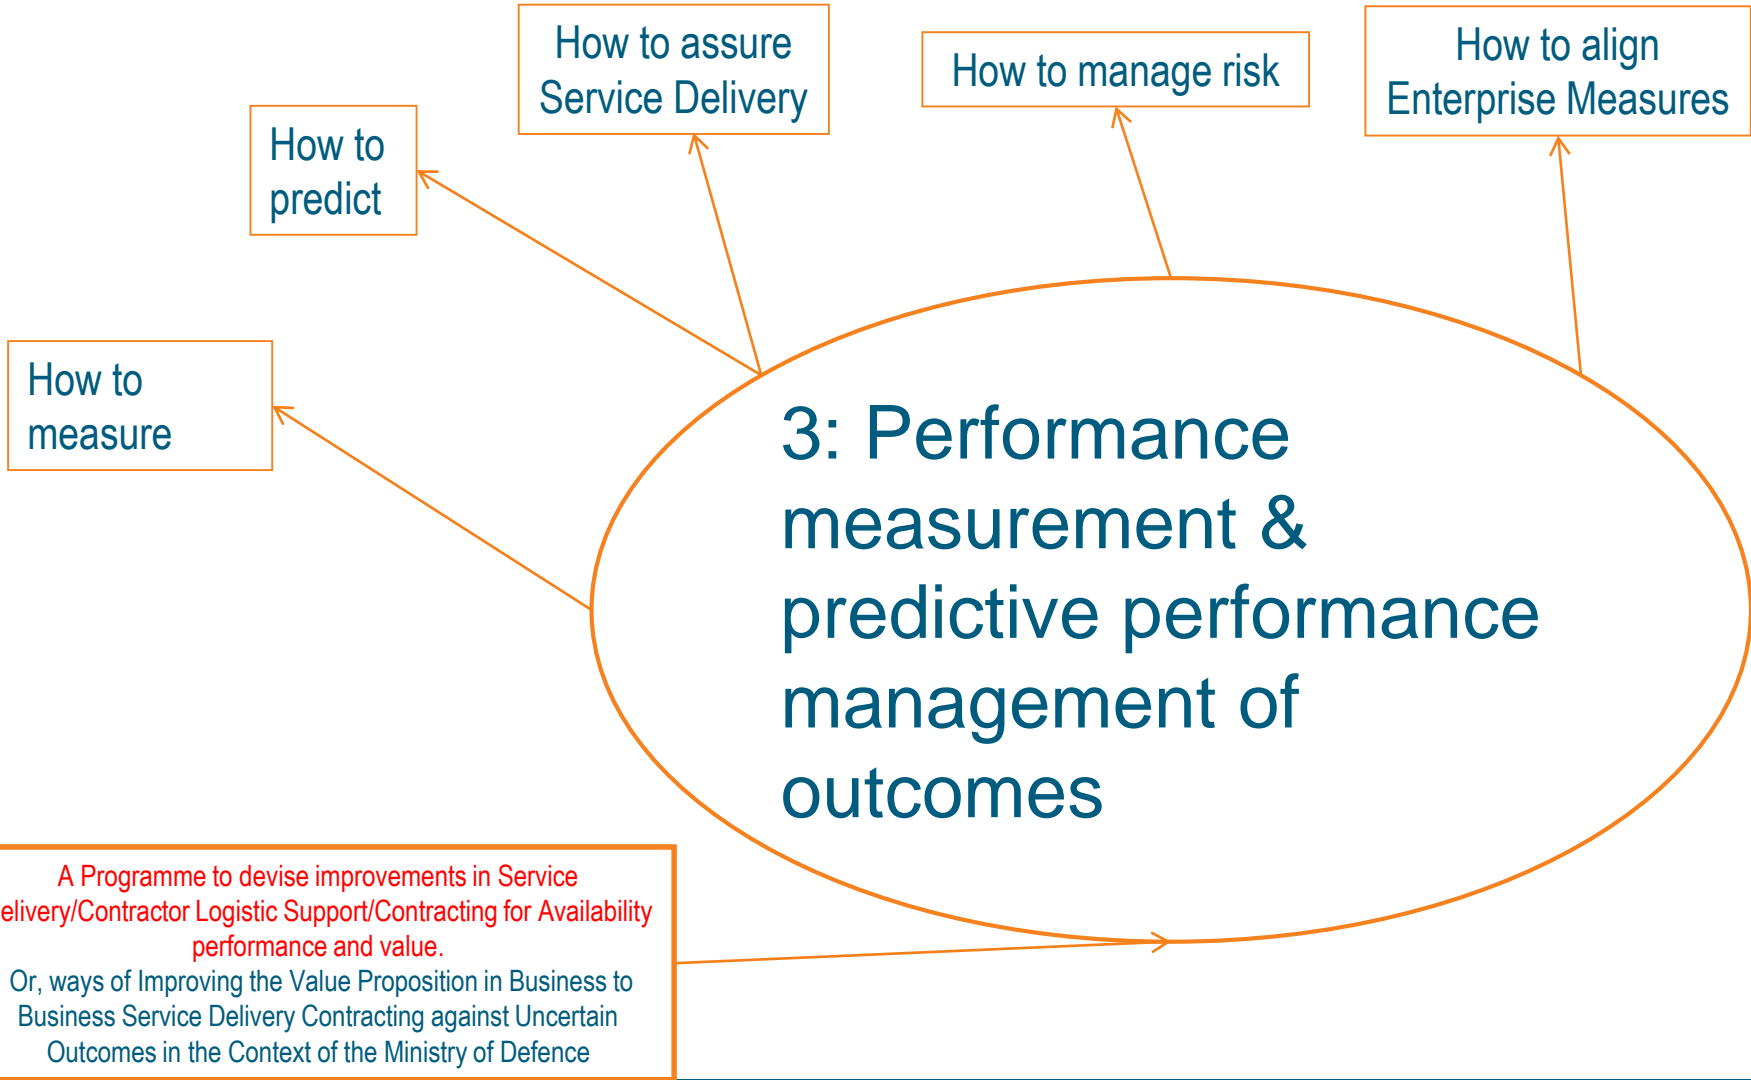 How to assure
Service Delivery
How to manage risk
How to align
Enterprise Measures
How to
predict
How to
measure
3: Performance
measurement &
predictive performance
management of
outcomes
A Programme to devise improvements in Service
elivery/Contractor Logistic Support/Contracting for Availability
performance and value.
Or, ways of Improving the Value Proposition in Business to
Business Service Delivery Contracting against Uncertain
Outcomes in the Context of the Ministry of Defence